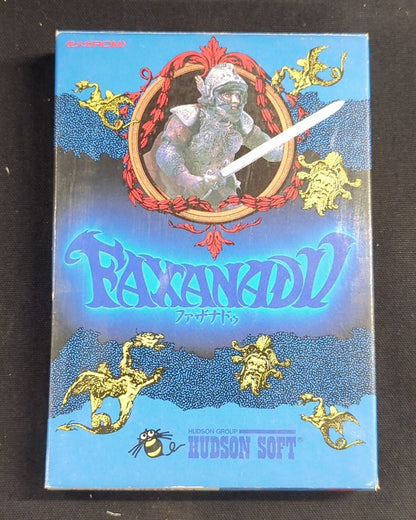 FAXANADU
ファザナドゥ
HUDSON GROUP
HUDSON SOFT®